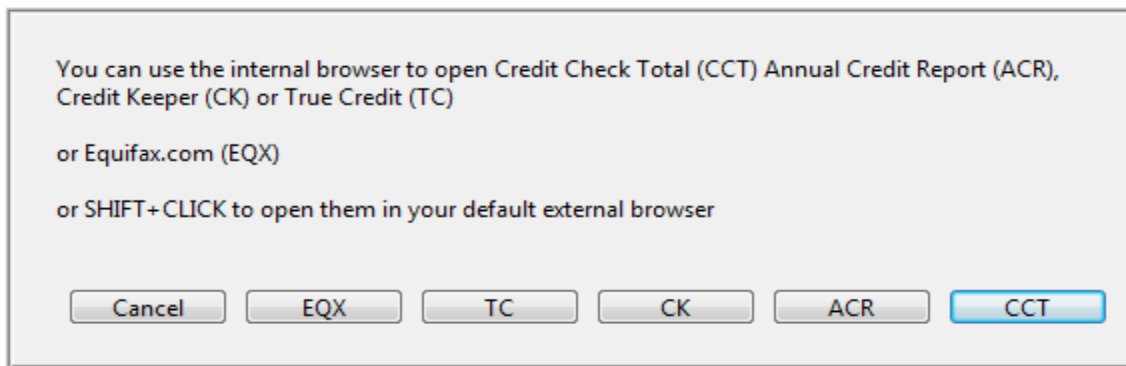 You can use the internal browser to open Credit Check Total (CCT) Annual Credit Report (ACR),
Credit Keeper (CK) or True Credit (TC)
or Equifax.com (EQX)
or SHIFT+CLICK to open them in your default external browser
Cancel EQX TC CK ACR CCT